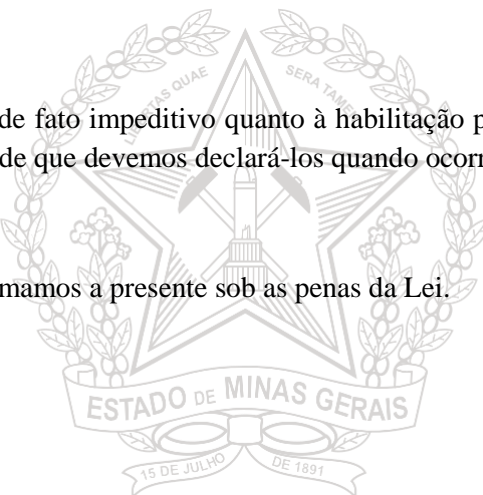 LIBERTAS QUAE SERA TAMEN
de fato impeditivo quanto à habilitação
de que devemos declará-los quando
mamos a presente sob as penas da Lei.
ESTADO DE MINAS GERAIS
15 DE JULHO DE 1891